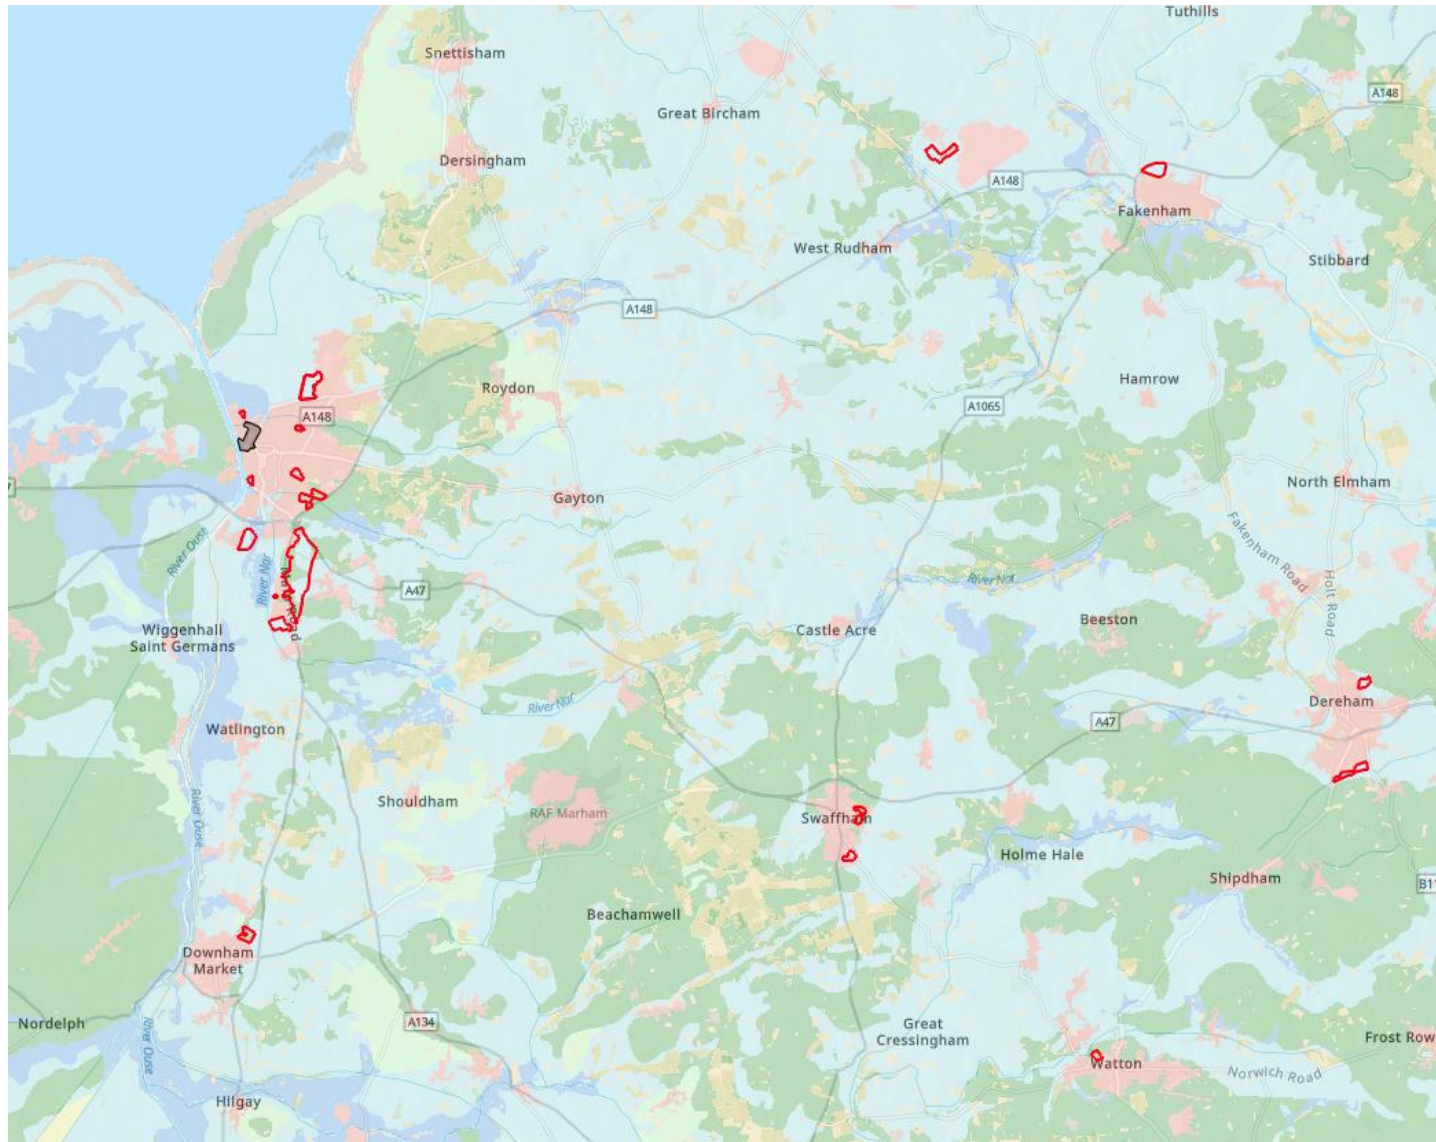 Tuthills
Snettisham
A148
Great Bircham
Dersingham
A148
Fakenham
West Rudham
Stibbard
A148
Hamrow
Roydon
A1065
A148
North Elmham
Gayton
River Ouse
Fakenham Road
River Nar
River Nar
A47
Holt Road
Beeston
Wiggenhall
Saint Germans
Castle Acre
River Nar
Dereham
A47
Watlington
Shouldham
River Ouse
RAF Marham
Swaffham
Holme Hale
Shipdham
B11
Beachamwell
Downham
Market
Nordelph
A134
Great
Cressingham
River Ouse
Frost Row
Watton
Norwich Road
Hilgay